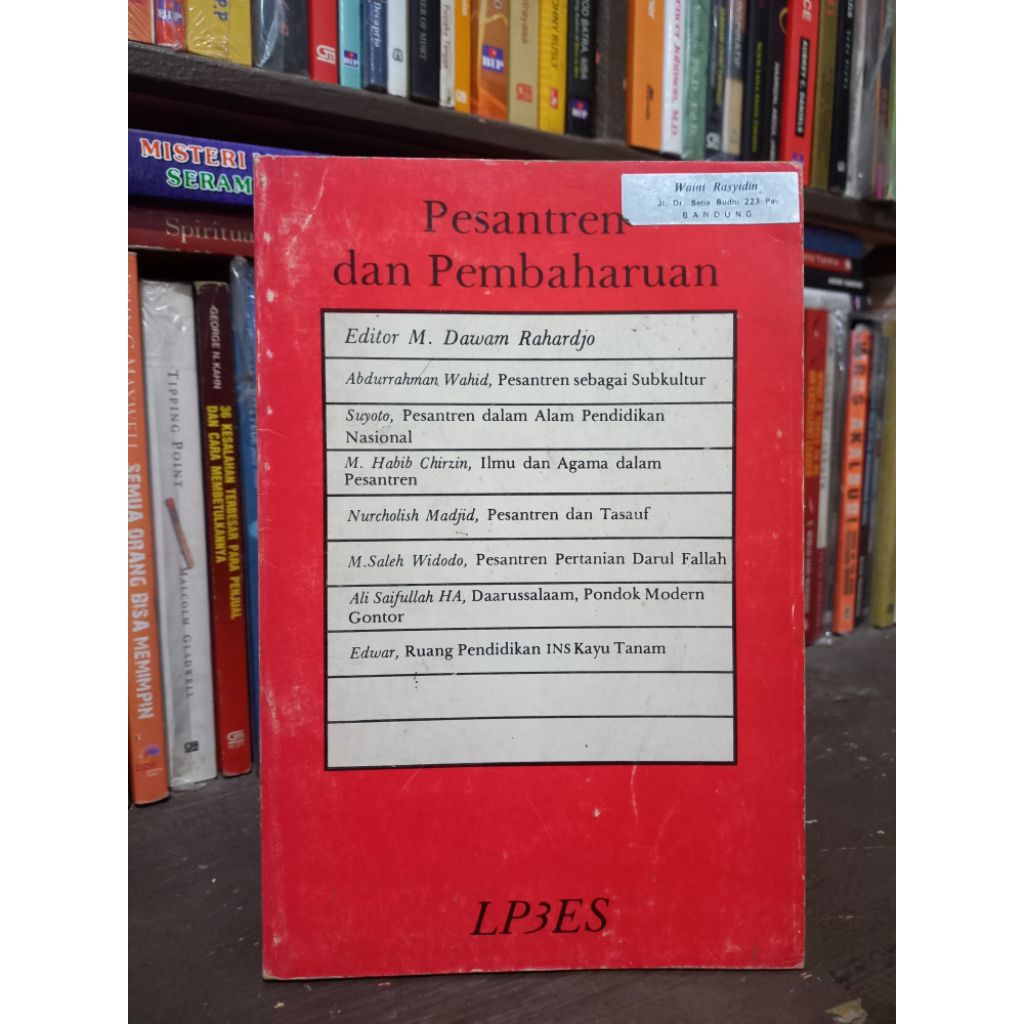 BIP
BIP
BIP
MISTERI
SERAM
Spiritua
GEORGE N. KAHN
36 KESALAHAN TERBESAR PARA PENJUAL
DAN CARA MEMBETULKANNYA
TIPPING POINT
MALCOLM GLADWELL
SEMUA ORANG BISA MEMIMPIN
Waini Rasyidin
Jl. Dr. Setia Budhi 223 Pav
BANDUNG
Pesantren
dan Pembaharuan
Editor M. Dawam Rahardjo
Abdurrahman Wahid, Pesantren sebagai Subkultur
Suyoto, Pesantren dalam Alam Pendidikan
Nasional
M. Habib Chirzin, Ilmu dan Agama dalam
Pesantren
Nurcholish Madjid, Pesantren dan Tasauf
M.Saleh Widodo, Pesantren Pertanian Darul Fallah
Ali Saifullah HA, Daarussalaam, Pondok Modern
Gontor
Edwar, Ruang Pendidikan INS Kayu Tanam
LP3ES